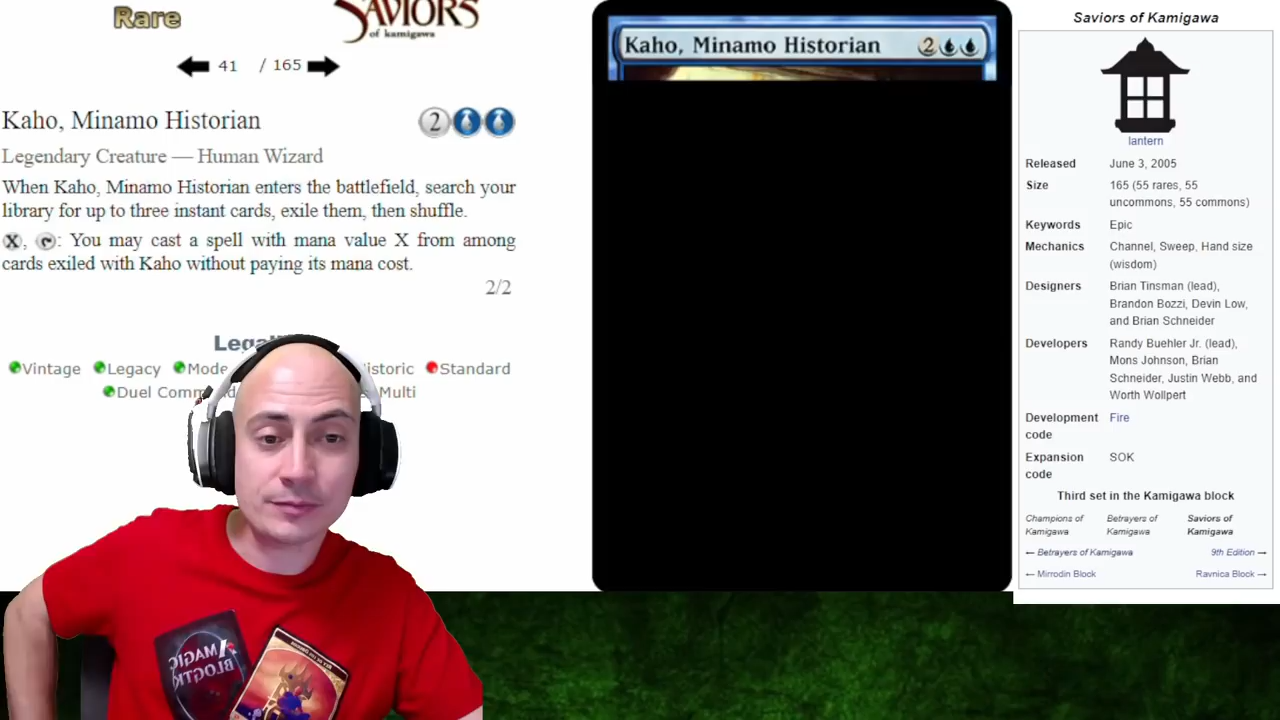 Rare
SAVIORS
of kamigawa
41 / 165
Kaho, Minamo Historian 2
Legendary Creature — Human Wizard
When Kaho, Minamo Historian enters the battlefield, search your
library for up to three instant cards, exile them, then shuffle.
X, : You may cast a spell with mana value X from among
cards exiled with Kaho without paying its mana cost.
2/2
Vintage Legacy Standard
Duel Multi
MAGIC
Kaho, Minamo Historian 2
Saviors of Kamigawa
lantern
Released June 3, 2005
Size 165 (55 rares, 55
uncommons, 55 commons)
Keywords Epic
Mechanics Channel, Sweep, Hand size
(wisdom)
Designers Brian Tinsman (lead),
Brandon Bozzi, Devin Low,
and Brian Schneider
Developers Randy Buehler Jr. (lead),
Mons Johnson, Brian
Schneider, Justin Webb, and
Worth Wollpert
Development Fire
code
Expansion SOK
code
Third set in the Kamigawa block
Champions of Betrayers of Saviors of
Kamigawa Kamigawa Kamigawa
← Betrayers of Kamigawa 9th Edition →
← Mirrodin Block Ravnica Block →